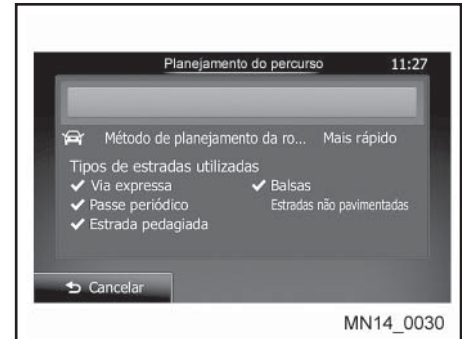 Planejamento do percurso 11:27
Método de planejamento da ro... Mais rápido
Tipos de estradas utilizadas
Via expressa Balsas
Passe periódico Estradas não pavimentadas
Estrada pedagiada
Cancelar
MN14_0030